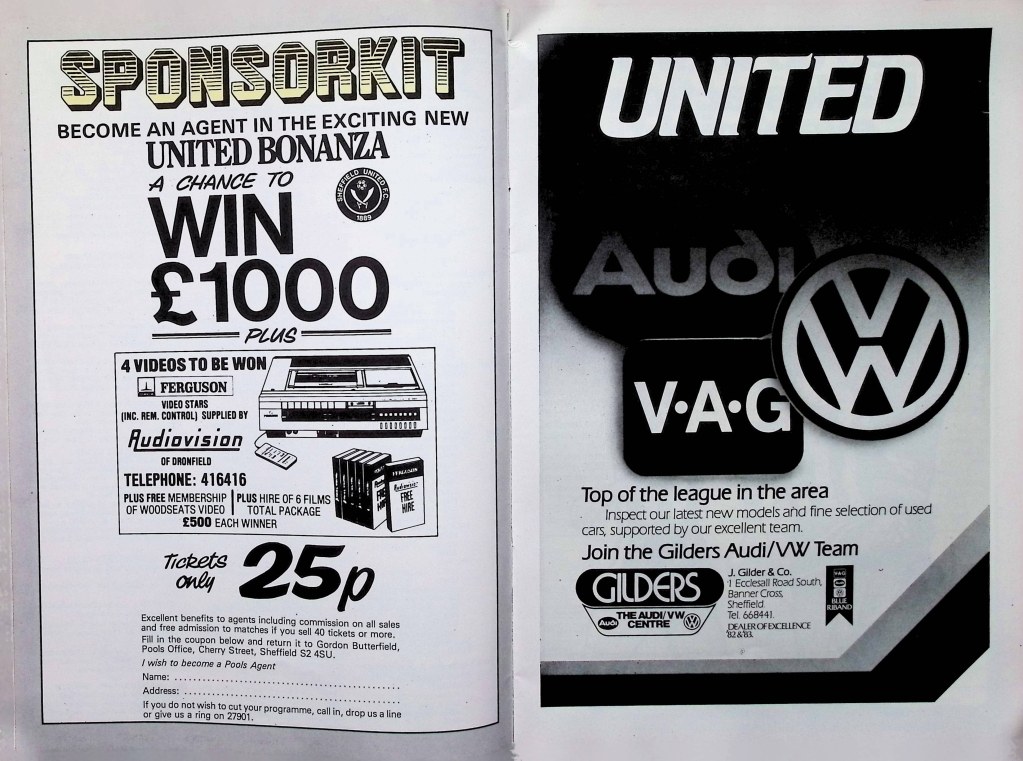 SPONSORKIT
BECOME AN AGENT IN THE EXCITING NEW
UNITED BONANZA
A CHANCE TO
WIN
£1000
SHEFFIELD UNITED F.C.
1889
PLUS
4 VIDEOS TO BE WON
FERGUSON
VIDEO STARS
(INC. REM. CONTROL) SUPPLIED BY
Audiovision
OF DRONFIELD
TELEPHONE: 416416
PLUS FREE MEMBERSHIP
OF WOODSEATS VIDEO
PLUS HIRE OF 6 FILMS
TOTAL PACKAGE
£500 EACH WINNER
FERGUSON
Audiovision
FREE
HIRE
Tickets
only
25p
Excellent benefits to agents including commission on all sales
and free admission to matches if you sell 40 tickets or more.
Fill in the coupon below and return it to Gordon Butterfield,
Pools Office, Cherry Street, Sheffield S2 4SU.
I wish to become a Pools Agent
Name: ..........................................................
Address: ......................................................
If you do not wish to cut your programme, call in, drop us a line
or give us a ring on 27901.
UNITED
Audi
VW
V·A·G
Top of the league in the area
Inspect our latest new models and fine selection of used
cars, supported by our excellent team.
Join the Gilders Audi/VW Team
GILDERS
THE AUDI/VW
CENTRE
Audi
J. Gilder & Co.
1 Ecclesall Road South,
Banner Cross,
Sheffield.
Tel. 668441.
DEALER OF EXCELLENCE
'82 & '83.
V·A·G
BLUE
RIBAND